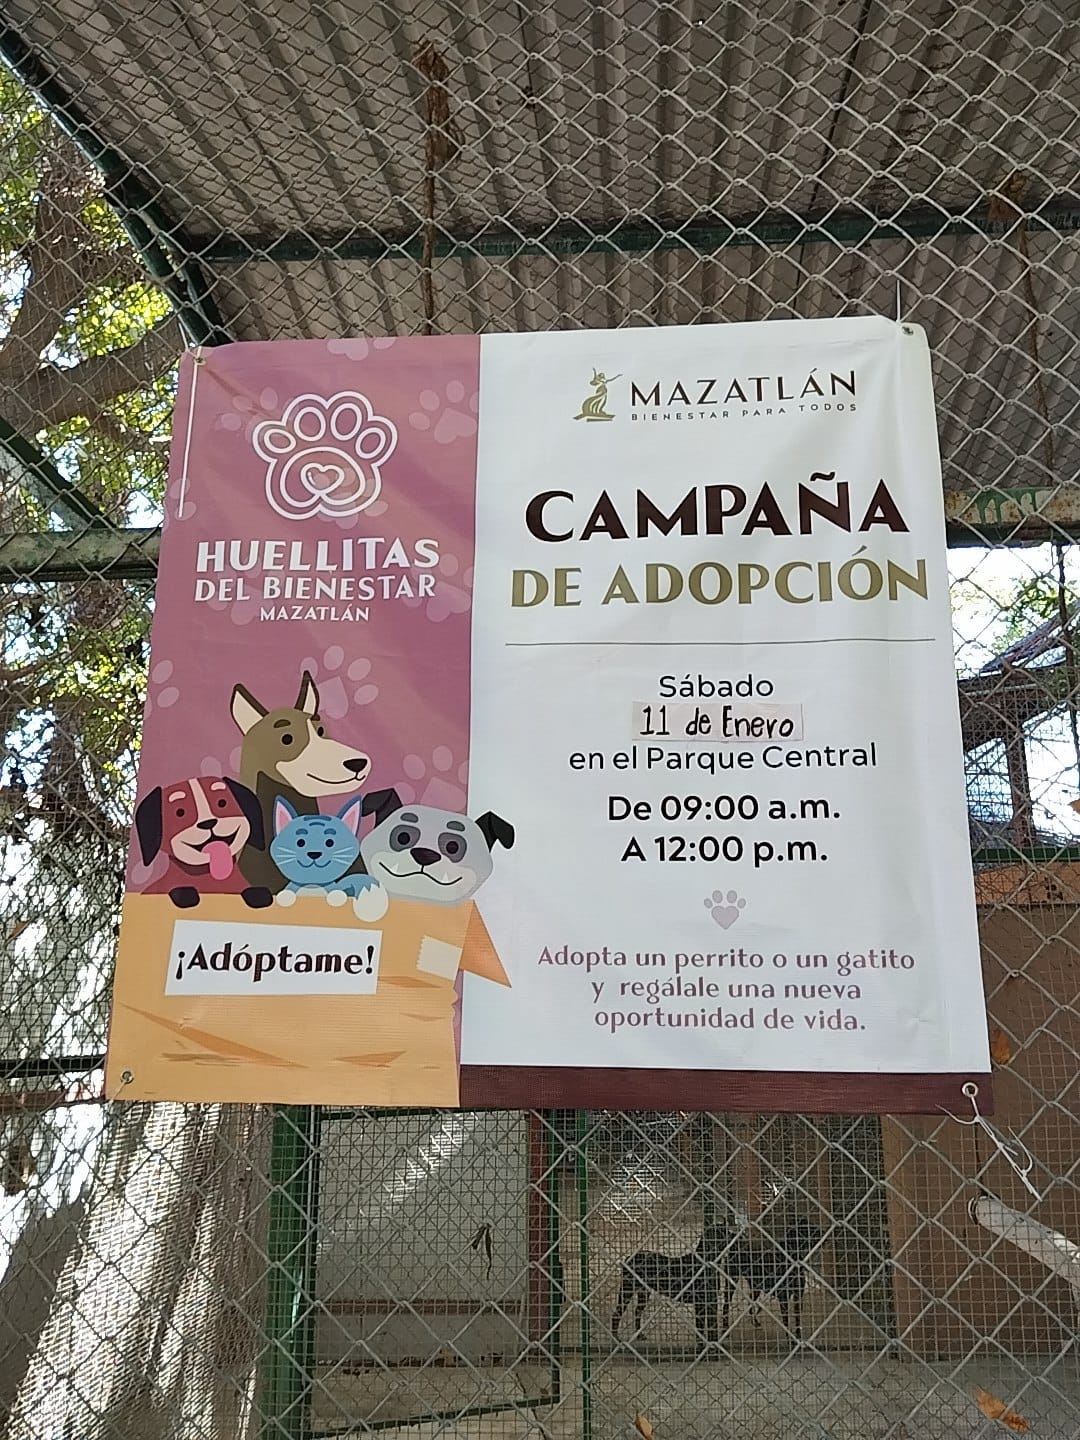 HUELLITAS
DEL BIENESTAR
MAZATLÁN
¡Adóptame!
MAZATLÁN
BIENESTAR PARA TODOS
CAMPAÑA
DE ADOPCIÓN
Sábado
11 de Enero
en el Parque Central
De 09:00 a.m.
A 12:00 p.m.
Adopta un perrito o un gatito
y regálale una nueva
oportunidad de vida.